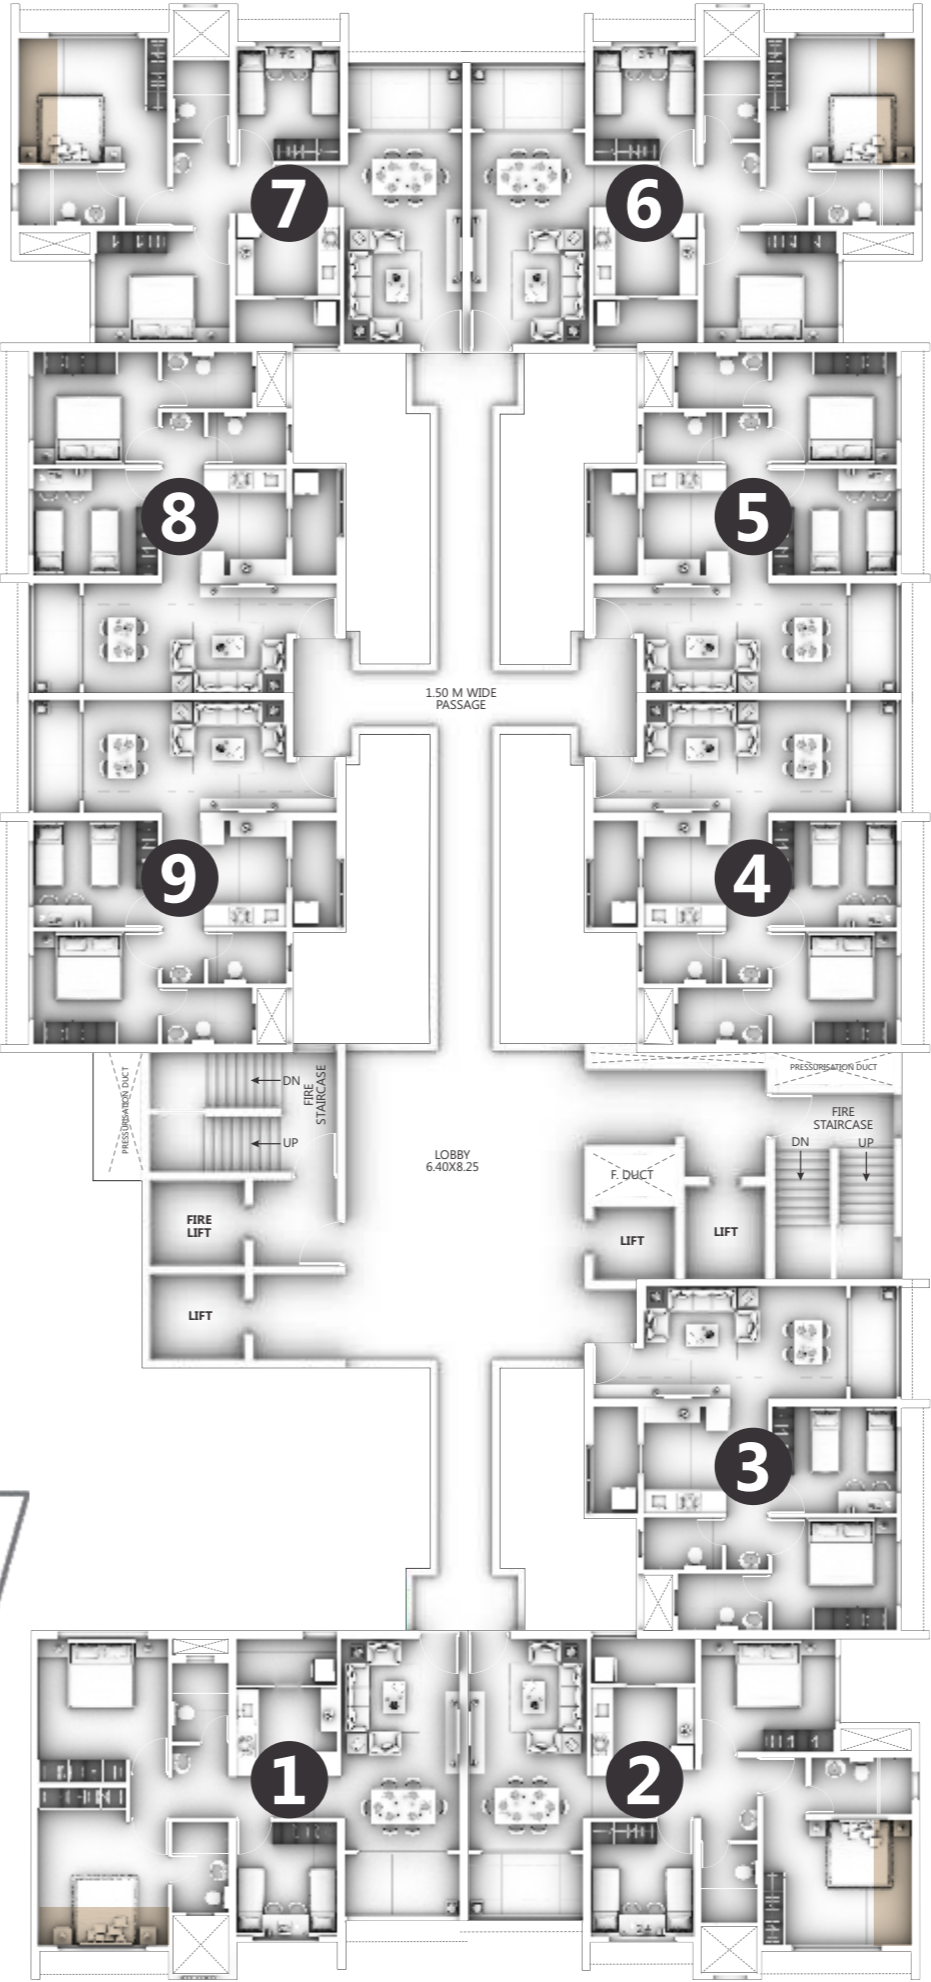 7
6
8
5
1.50 M WIDE
PASSAGE
9
4
PRESSURISATION DUCT
DN
UP
FIRE
STAIRCASE
LOBBY
6.40X8.25
PRESSURISATION DUCT
FIRE
STAIRCASE
DN
UP
F. DUCT
FIRE
LIFT
LIFT
LIFT
LIFT
3
1
2